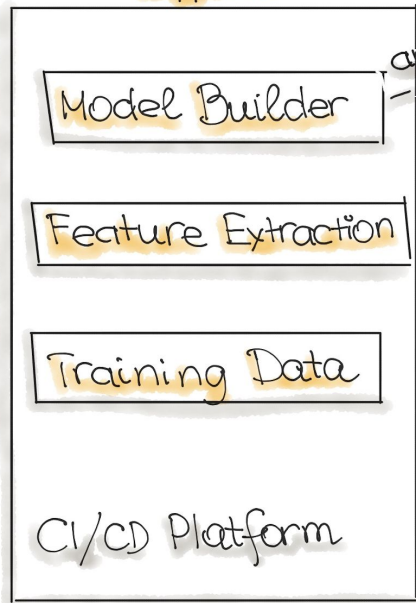 Model Builder
Feature Extraction
Training Data
CI/CD Platform